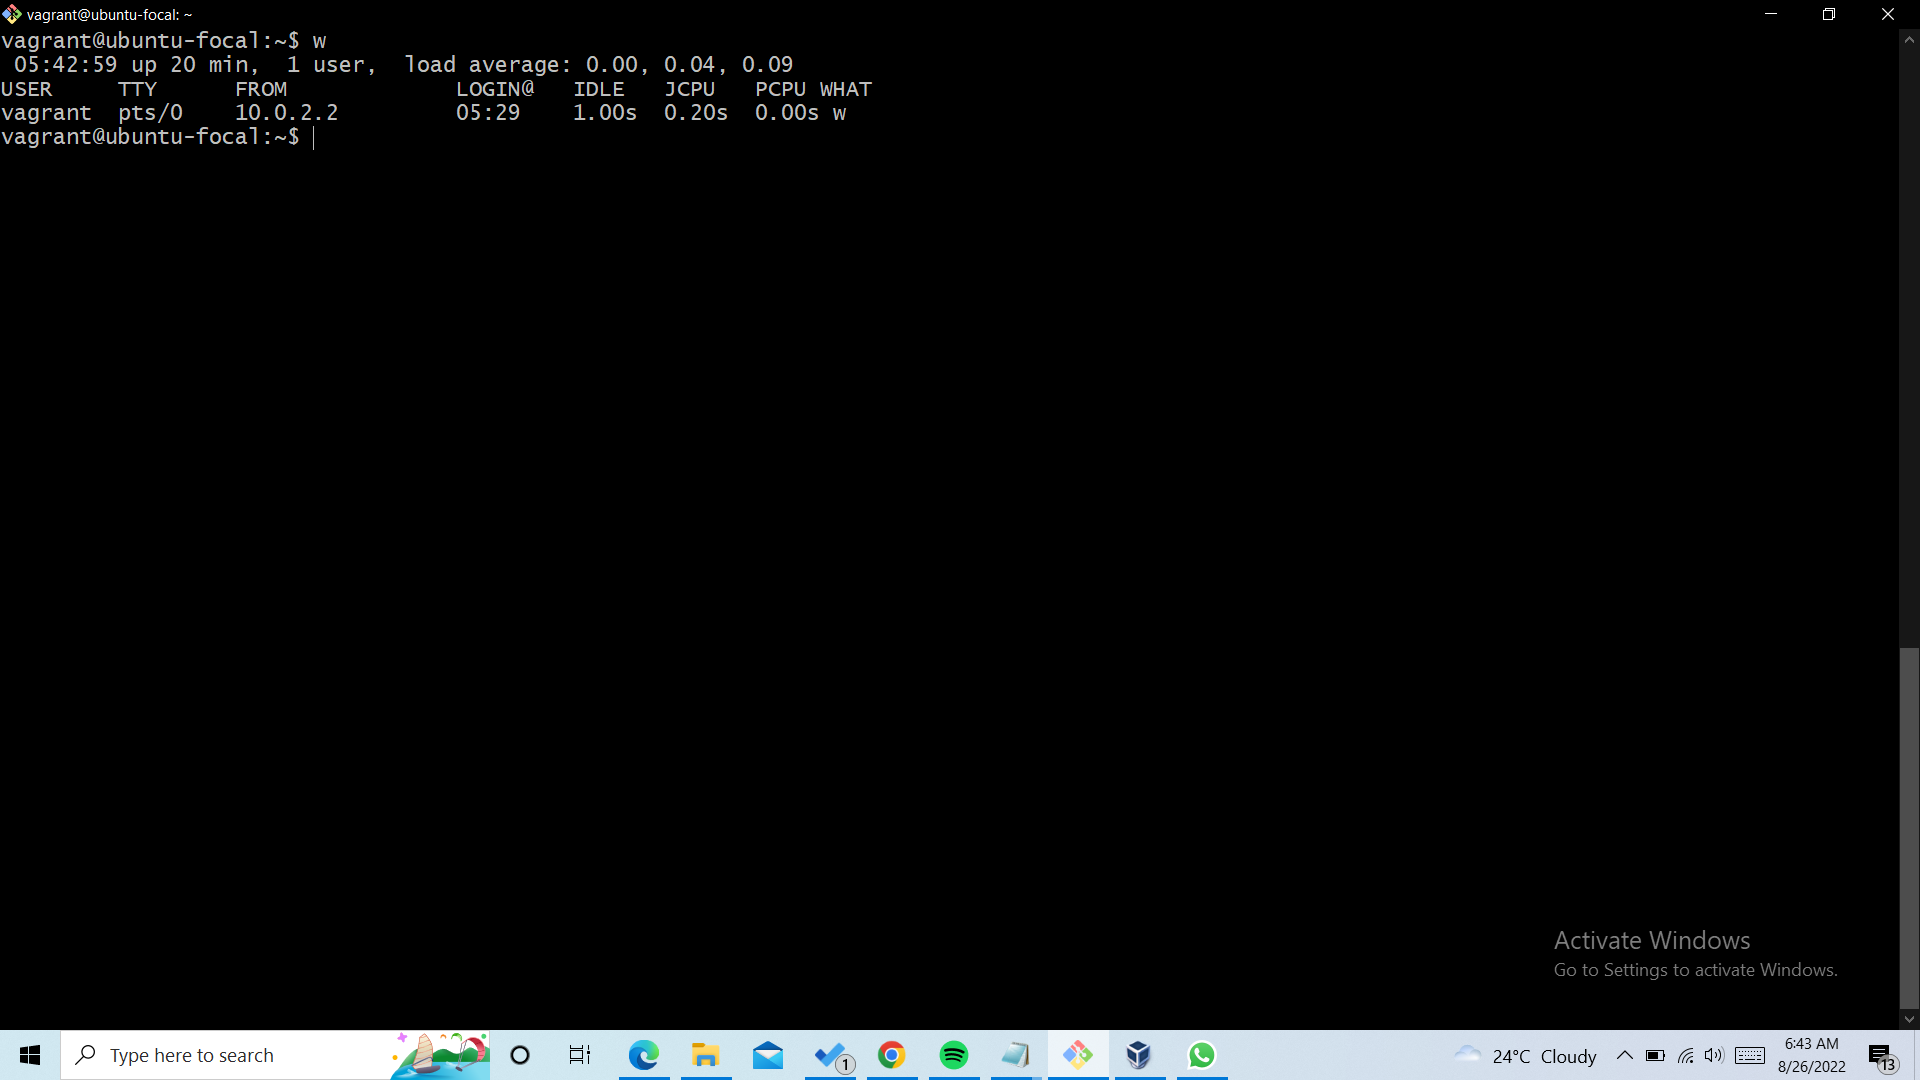 vagrant@ubuntu-focal: ~
vagrant@ubuntu-focal:~$ w
 05:42:59 up 20 min,  1 user,  load average: 0.00, 0.04, 0.09
USER     TTY      FROM             LOGIN@   IDLE   JCPU   PCPU WHAT
vagrant  pts/0    10.0.2.2         05:29    1.00s  0.20s  0.00s w
vagrant@ubuntu-focal:~$
Activate Windows
Go to Settings to activate Windows.
Type here to search
1
24°C Cloudy
6:43 AM
8/26/2022
13